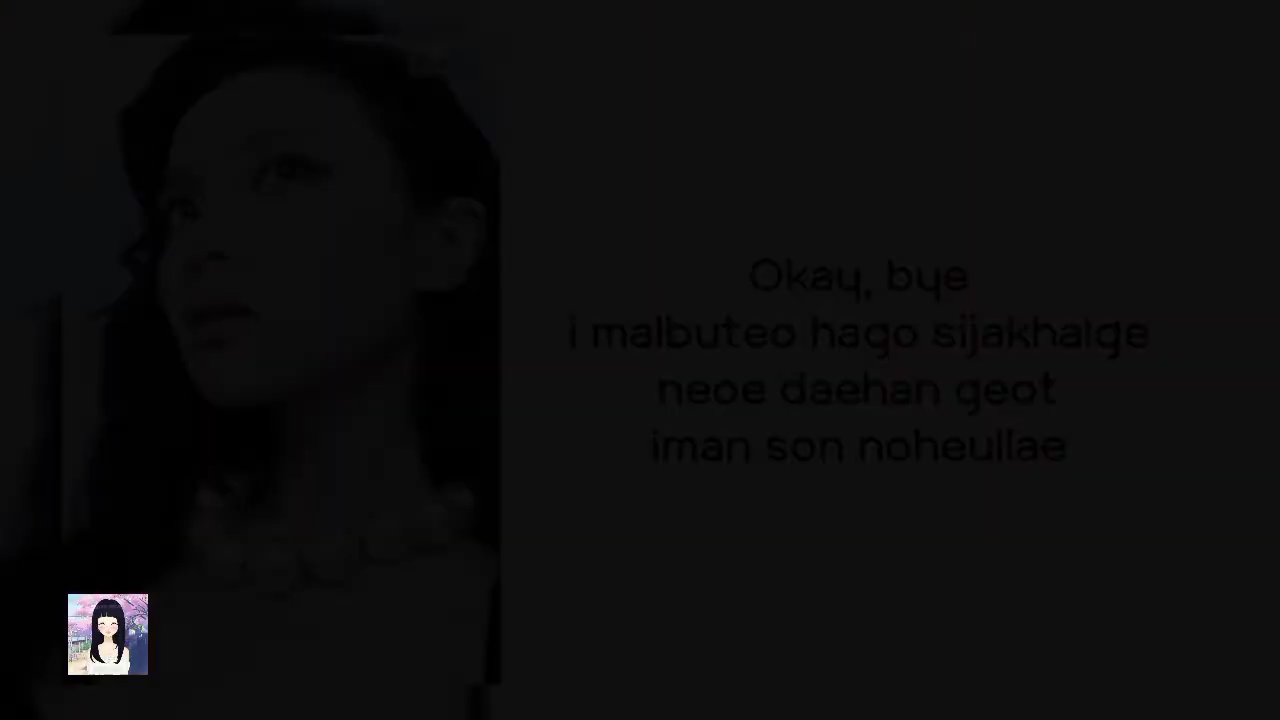 Okay, bye
i malbuteo hago sijakhalge
neoe daehan geot
iman son noheullae